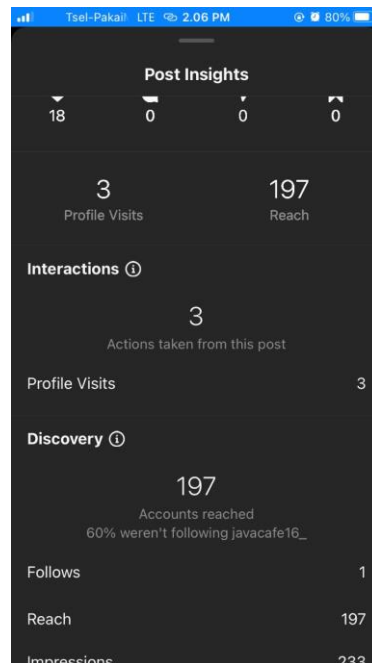 Tsel-Pakai LTE 2.06 PM 80%
Post Insights
18 0 0 0
3 197
Profile Visits Reach
Interactions
3
Actions taken from this post
Profile Visits 3
Discovery
197
Accounts reached
60% weren't following javacafe16_
Follows 1
Reach 197
Impressions 233